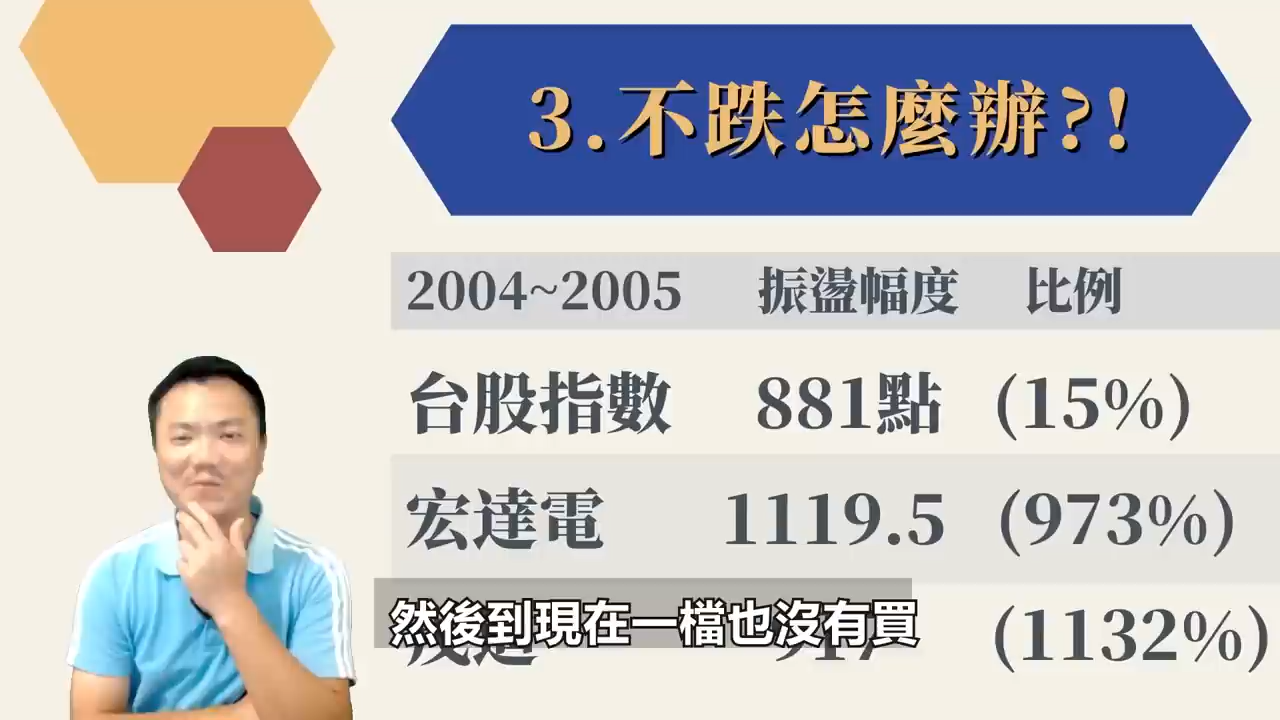 3.不跌怎麼辦?!
2004~2005 振盪幅度 比例
台股指數 881點 (15%)
宏達電 1119.5 (973%)
(1132%)
然後到現在一檔也沒有買